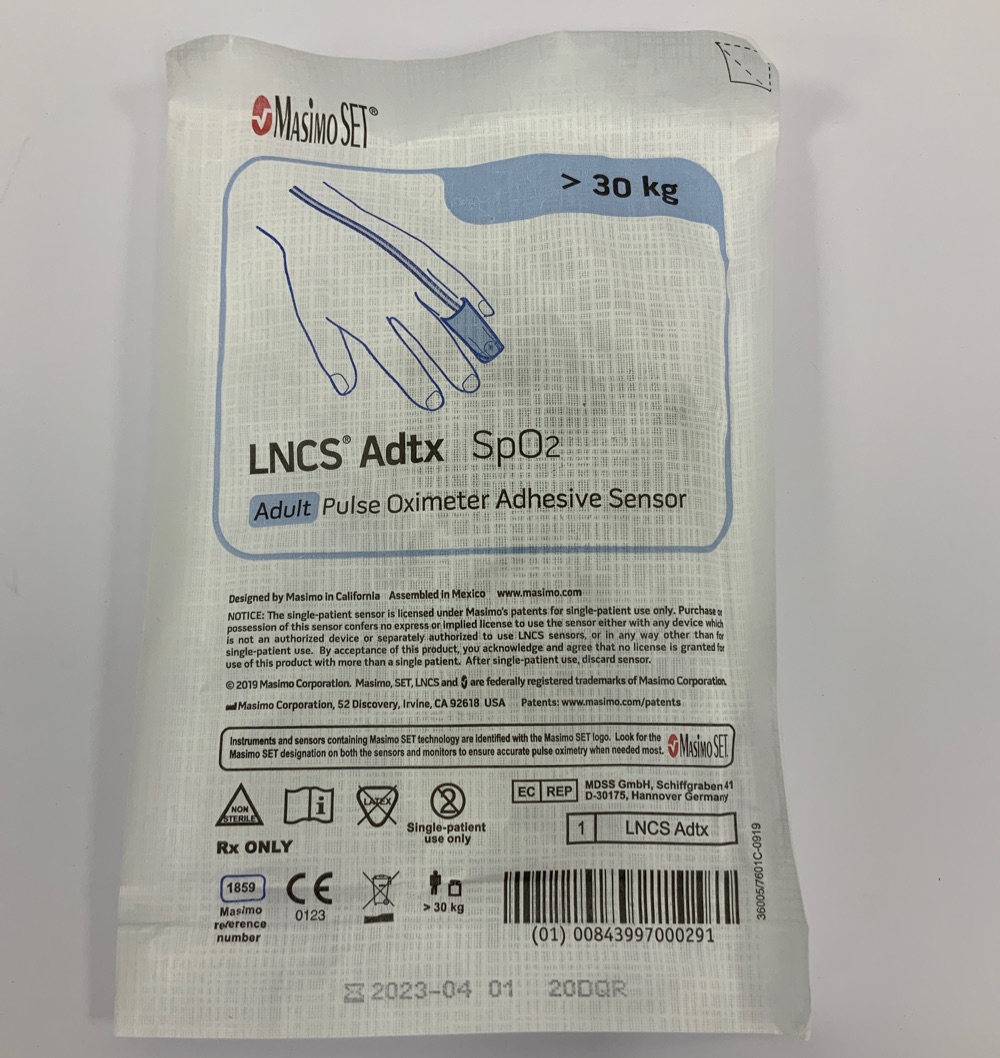 MASiMO SET®
> 30 kg
LNCS® Adtx SpO2
Adult Pulse Oximeter Adhesive Sensor
Designed by Masimo in California Assembled in Mexico www.masimo.com
NOTICE: The single-patient sensor is licensed under Masimo's patents for single-patient use only. Purchase or
possession of this sensor confers no express or implied license to use the sensor either with any device which
is not an authorized device or separately authorized to use LNCS sensors, or in any way other than for
single-patient use. By acceptance of this product, you acknowledge and agree that no license is granted for
use of this product with more than a single patient. After single-patient use, discard sensor.
© 2019 Masimo Corporation. Masimo, SET, LNCS and are federally registered trademarks of Masimo Corporation.
Masimo Corporation, 52 Discovery, Irvine, CA 92618 USA Patents: www.masimo.com/patents
Instruments and sensors containing Masimo SET technology are identified with the Masimo SET logo. Look for the
Masimo SET designation on both the sensors and monitors to ensure accurate pulse oximetry when needed most.
MASiMO SET
NON
STERILE
i
LATEX
2
Single-patient
use only
EC REP
MDSS GmbH, Schiffgraben 41
D-30175, Hannover Germany
1 LNCS Adtx
Rx ONLY
1859
Masimo
reference
number
CE
0123
> 30 kg
(01) 00843997000291
36005/7601C-0919
2023-04 01 20DQR